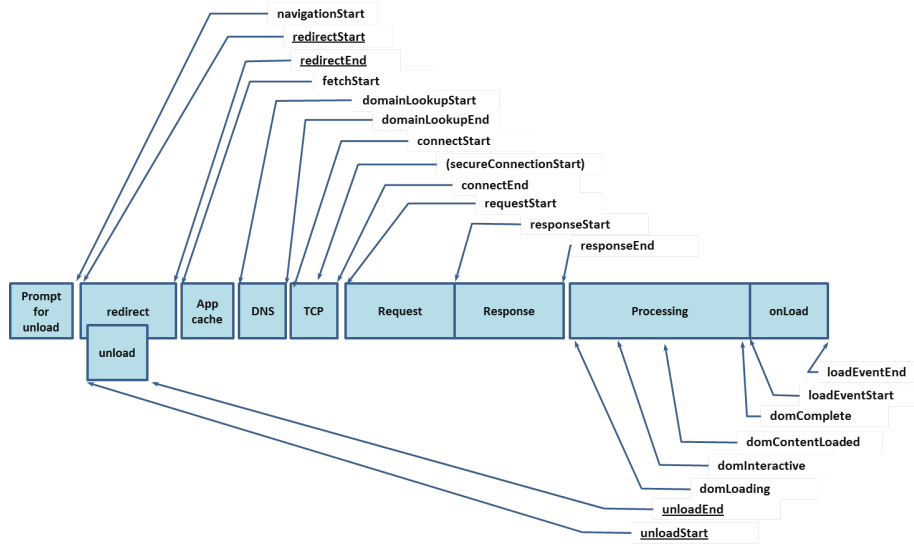 navigationStart
redirectStart
redirectEnd
fetchStart
domainLookupStart
domainLookupEnd
connectStart
(secureConnectionStart)
connectEnd
requestStart
responseStart
responseEnd
Prompt
for
unload
redirect
unload
App
cache
DNS
TCP
Request
Response
Processing
onLoad
loadEventEnd
loadEventStart
domComplete
domContentLoaded
domInteractive
domLoading
unloadEnd
unloadStart